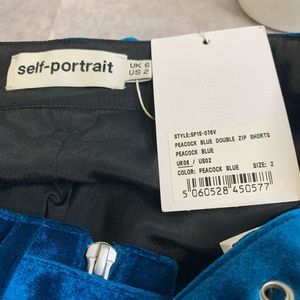 self-portrait
UK 6
US 2
STYLE:SP15-076V
PEACOCK BLUE DOUBLE ZIP SHORTS
PEACOCK BLUE
UK06 / US02
COLOR: PEACOCK BLUE SIZE: 2
5 060528 450577